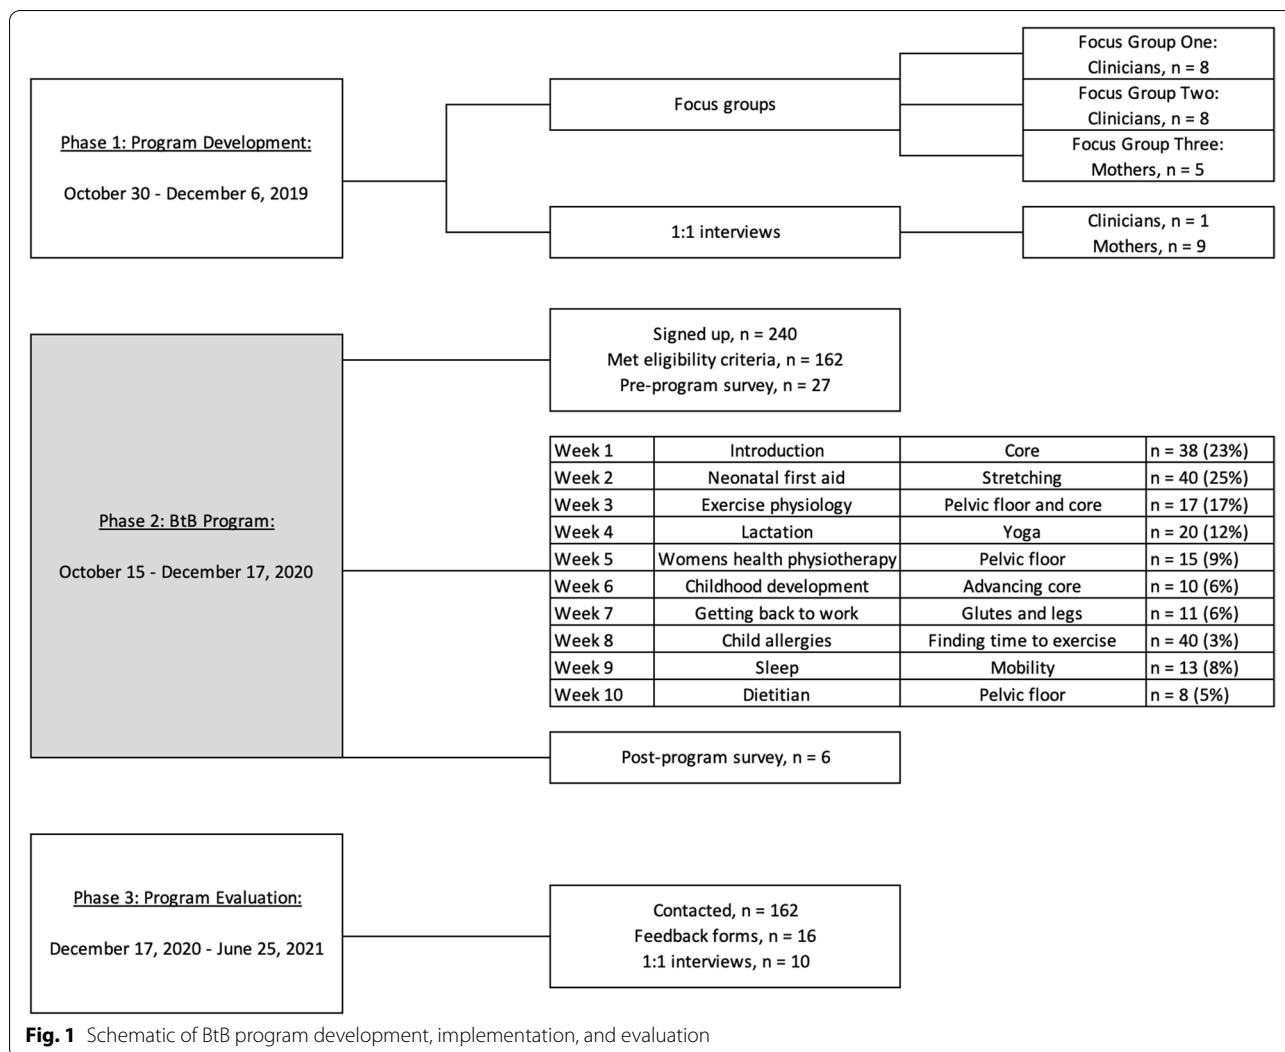 Phase 1: Program Development:
October 30 - December 6, 2019
Focus groups
Focus Group One:
Clinicians, n = 8
Focus Group Two:
Clinicians, n = 8
Focus Group Three:
Mothers, n = 5
1:1 interviews
Clinicians, n = 1
Mothers, n = 9
Phase 2: BtB Program:
October 15 - December 17, 2020
Signed up, n = 240
Met eligibility criteria, n = 162
Pre-program survey, n = 27
Week 1 Introduction Core n = 38 (23%)
Week 2 Neonatal first aid Stretching n = 40 (25%)
Week 3 Exercise physiology Pelvic floor and core n = 17 (17%)
Week 4 Lactation Yoga n = 20 (12%)
Week 5 Womens health physiotherapy Pelvic floor n = 15 (9%)
Week 6 Childhood development Advancing core n = 10 (6%)
Week 7 Getting back to work Glutes and legs n = 11 (6%)
Week 8 Child allergies Finding time to exercise n = 40 (3%)
Week 9 Sleep Mobility n = 13 (8%)
Week 10 Dietitian Pelvic floor n = 8 (5%)
Post-program survey, n = 6
Phase 3: Program Evaluation:
December 17, 2020 - June 25, 2021
Contacted, n = 162
Feedback forms, n = 16
1:1 interviews, n = 10
Fig. 1 Schematic of BtB program development, implementation, and evaluation